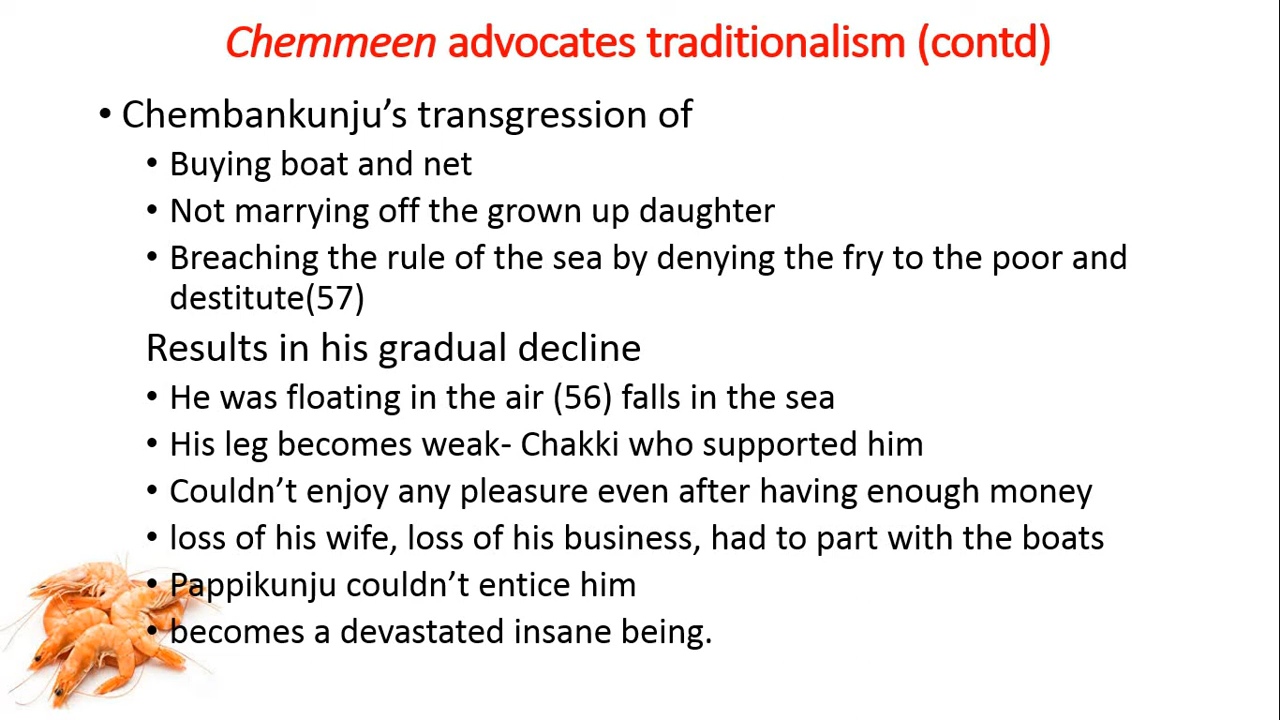 Chemmeen advocates traditionalism (contd)
• Chembankunju’s transgression of
• Buying boat and net
• Not marrying off the grown up daughter
• Breaching the rule of the sea by denying the fry to the poor and
destitute(57)
Results in his gradual decline
• He was floating in the air (56) falls in the sea
• His leg becomes weak- Chakki who supported him
• Couldn’t enjoy any pleasure even after having enough money
• loss of his wife, loss of his business, had to part with the boats
• Pappikunju couldn’t entice him
• becomes a devastated insane being.